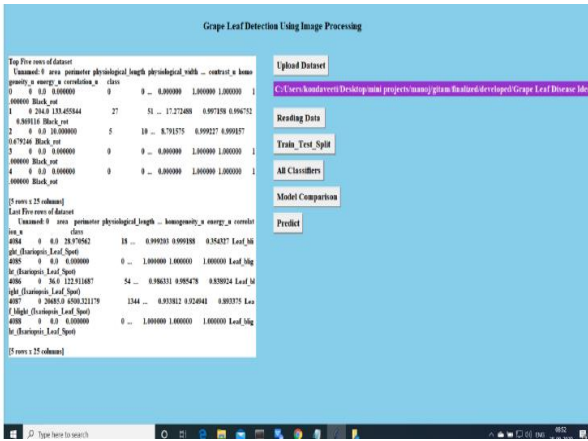 Grape Leaf Detection Using Image Processing
Top Five rows of dataset
Unnamed: 0 area perimeter physiological_length physiological_width ... contrast_n homo
geneity_n energy_n correlation_n class
0 0 0.0 0.000000 0 0 ... 0.000000 1.000000 1.000000 1
.000000 Black_rot
1 0 294.0 133.455844 27 51 ... 17.272488 0.997158 0.996752
0.869116 Black_rot
2 0 0.0 10.000000 5 10 ... 8.791575 0.999227 0.999157
0.679246 Black_rot
3 0 0.0 0.000000 0 0 ... 0.000000 1.000000 1.000000 1
.000000 Black_rot
4 0 0.0 0.000000 0 0 ... 0.000000 1.000000 1.000000 1
.000000 Black_rot
[5 rows x 25 columns]
Last Five rows of dataset
Unnamed: 0 area perimeter physiological_length ... homogeneity_n energy_n correlat
ion_n class
4084 0 0.0 28.970562 18 ... 0.999203 0.999188 0.354327 Leaf_bli
ght_(Isariopsis_Leaf_Spot)
4085 0 0.0 0.000000 0 ... 1.000000 1.000000 1.000000 Leaf_blig
ht_(Isariopsis_Leaf_Spot)
4086 0 36.0 122.911687 54 ... 0.986331 0.985478 0.838924 Leaf_bl
ight_(Isariopsis_Leaf_Spot)
4087 0 20685.0 6500.321179 1344 ... 0.933812 0.924941 0.893375 Lea
f_blight_(Isariopsis_Leaf_Spot)
4088 0 0.0 0.000000 0 ... 1.000000 1.000000 1.000000 Leaf_blig
ht_(Isariopsis_Leaf_Spot)
[5 rows x 25 columns]
Upload Dataset
C:/Users/kondaveeti/Desktop/mini projects/manoj/gitam/finalized/developed/Grape Leaf Disease Ide
Reading Data
Train_Test_Split
All Classifiers
Model Comparison
Predict
Type here to search
ENG